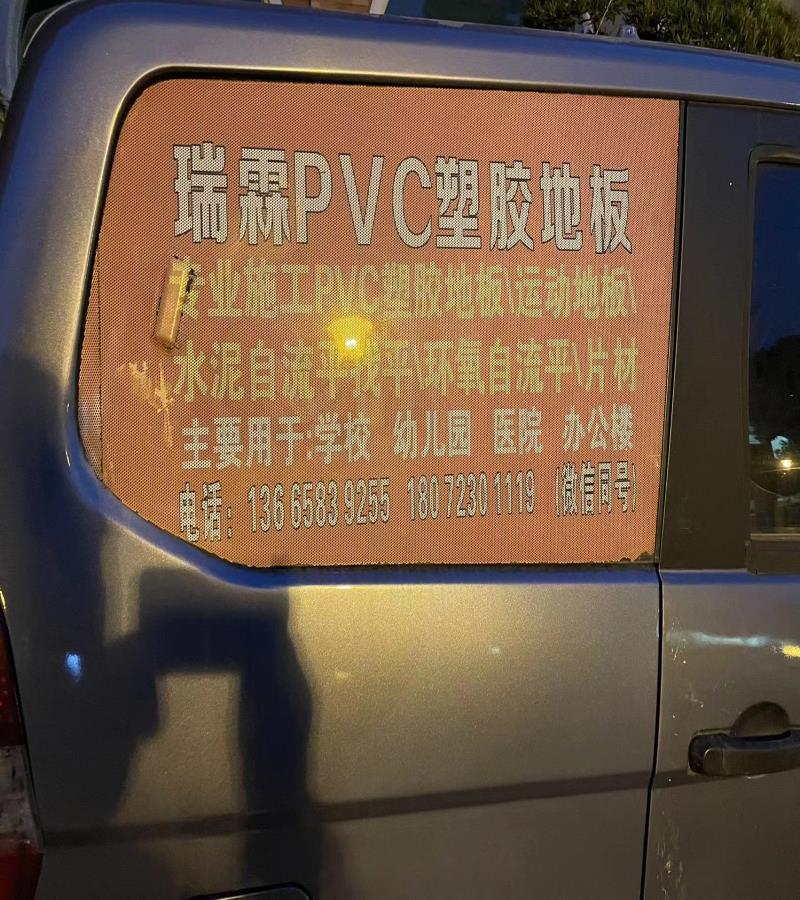 瑞霖PVC塑胶地板
专业施工PVC塑胶地板\运动地板\
水泥自流平找平\环氧自流平\片材
主要用于:学校 幼儿园 医院 办公楼
电话：136 6583 9255 180 7230 1119 (微信同号)